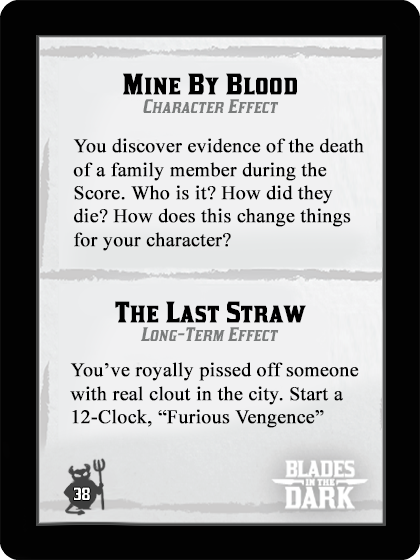 Mine By Blood
Character Effect
You discover evidence of the death
of a family member during the
Score. Who is it? How did they
die? How does this change things
for your character?
The Last Straw
Long-Term Effect
You’ve royally pissed off someone
with real clout in the city. Start a
12-Clock, “Furious Vengence”
38
BLADES
IN THE
DARK